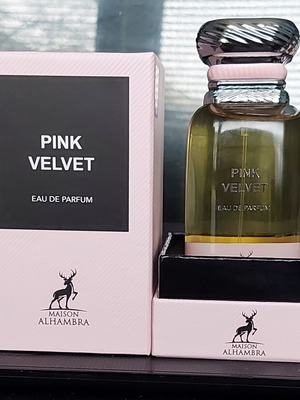 PINK
VELVET
EAU DE PARFUM
MAISON
ALHAMBRA
PINK
VELVET
EAU DE PARFUM
MAISON
ALHAMBRA